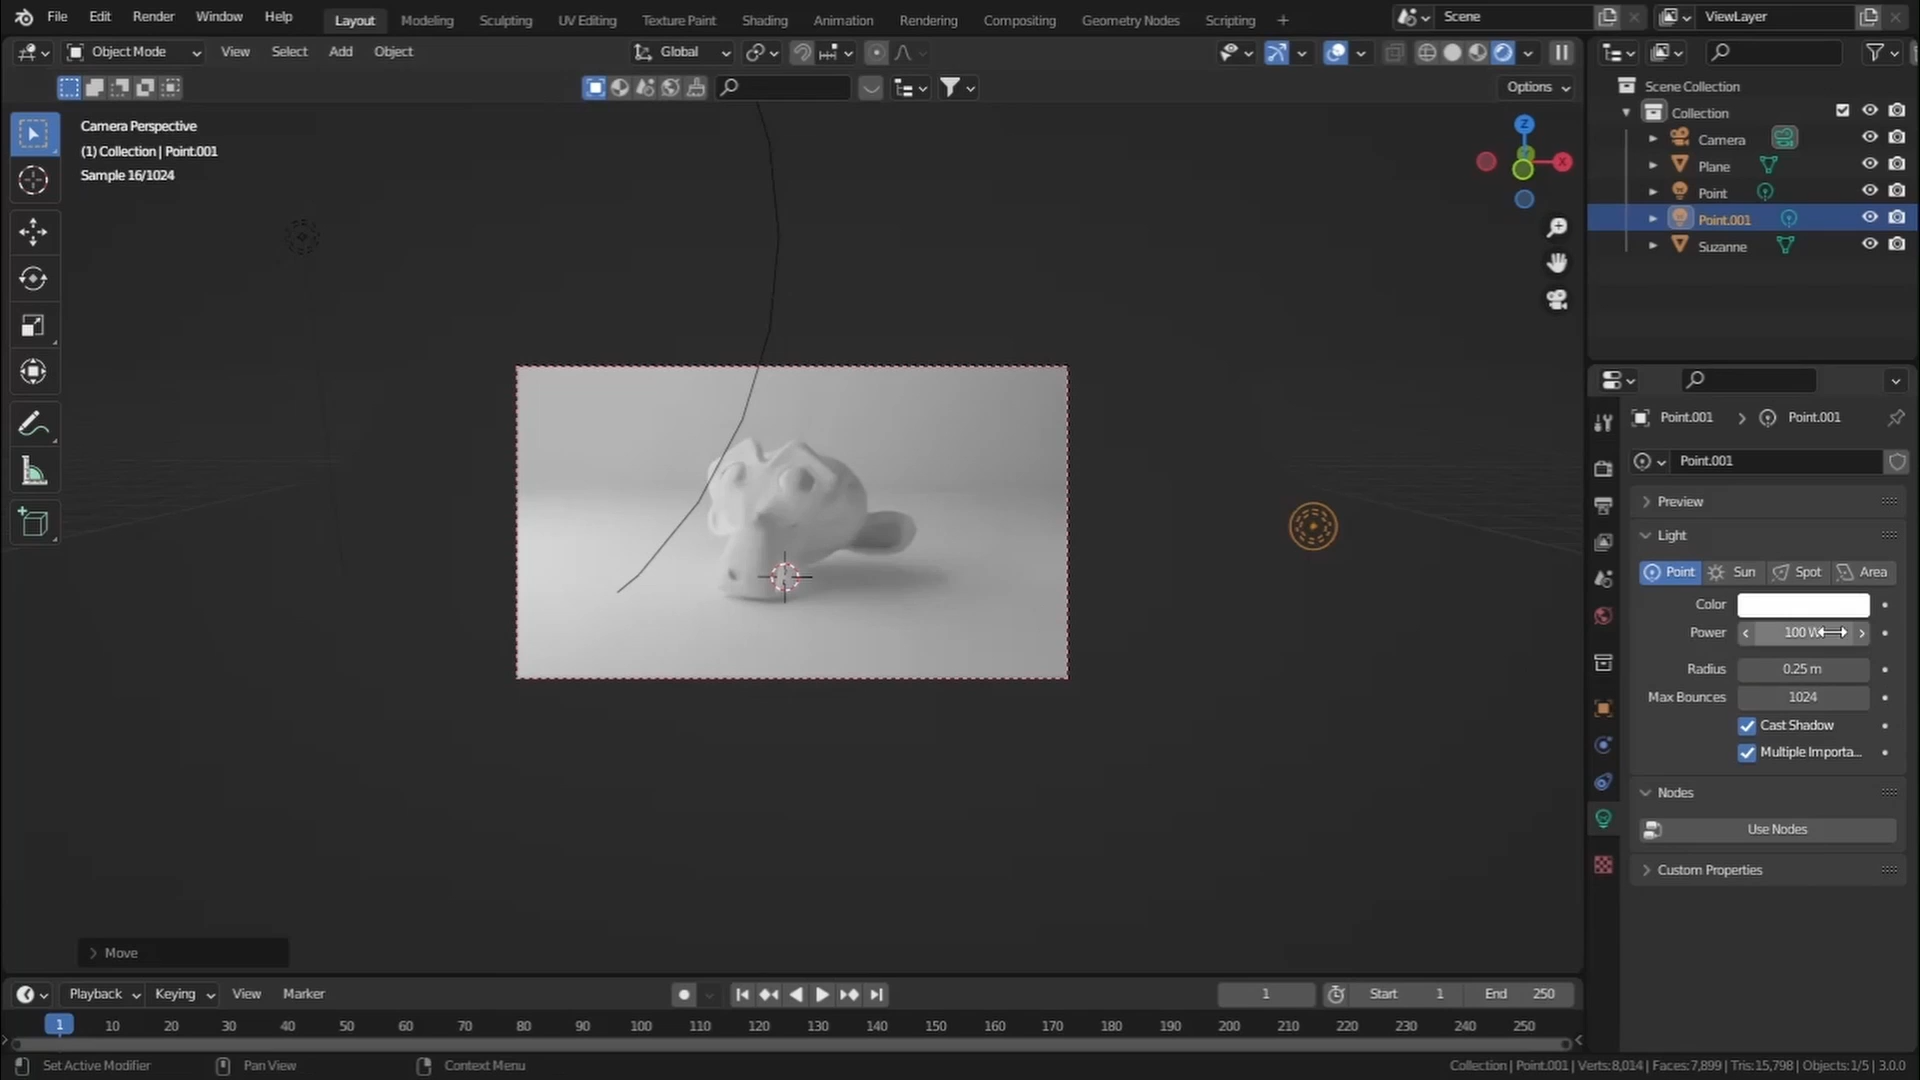 File Edit Render Window Help Layout Modeling Sculpting UV Editing Texture Paint Shading Animation Rendering Compositing Geometry Nodes Scripting + Scene ViewLayer
Object Mode View Select Add Object Global
Options
Camera Perspective
(1) Collection | Point.001
Sample 16/1024
Z
X
Scene Collection
Collection
Camera
Plane
Point
Point.001
Suzanne
Point.001 > Point.001
Point.001
Preview
Light
Point Sun Spot Area
Color
Power 100 W
Radius 0.25 m
Max Bounces 1024
Cast Shadow
Multiple Importa...
Nodes
Use Nodes
Custom Properties
Move
Playback Keying View Marker 1 Start 1 End 250
1 10 20 30 40 50 60 70 80 90 100 110 120 130 140 150 160 170 180 190 200 210 220 230 240 250
Set Active Modifier Pan View Context Menu Collection | Point.001 | Verts:8,014 | Faces:7,899 | Tris:15,798 | Objects:1/5 | 3.0.0